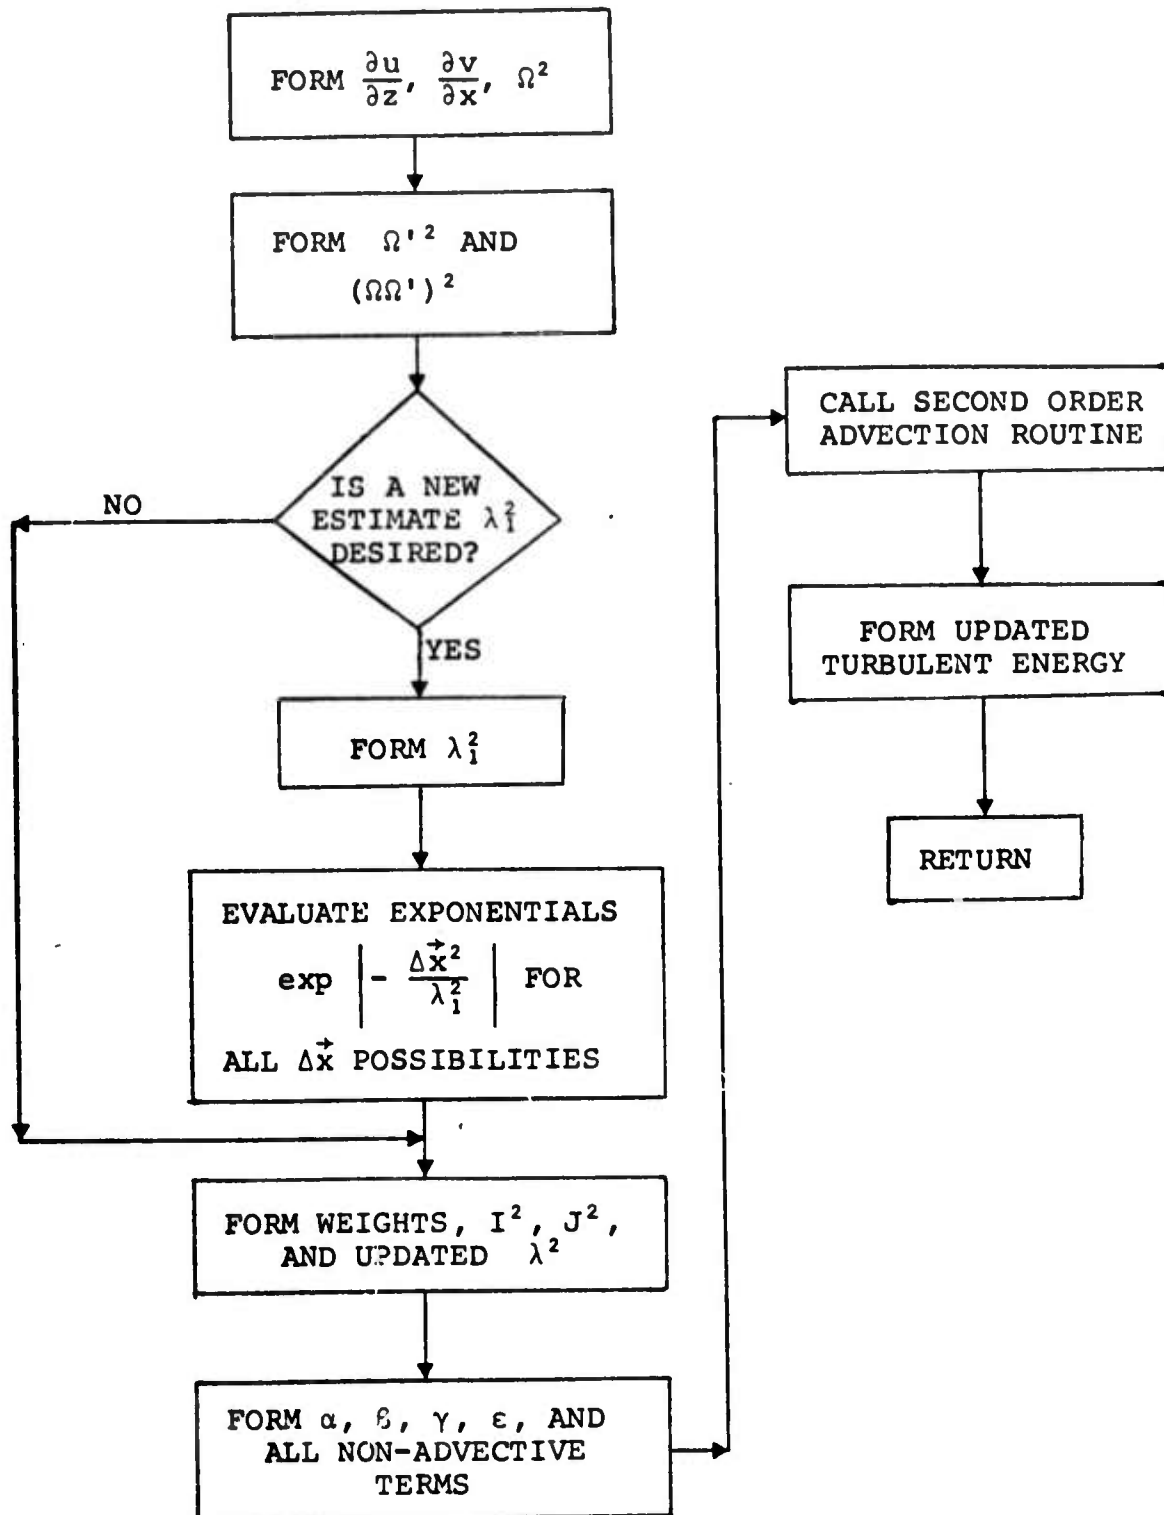 FORM ∂u/∂z, ∂v/∂x, Ω²
FORM Ω'² AND
(ΩΩ')²
IS A NEW
ESTIMATE λ₁²
DESIRED?
NO
YES
FORM λ₁²
EVALUATE EXPONENTIALS
exp |- Δx⃗²/λ₁²| FOR
ALL Δx⃗ POSSIBILITIES
FORM WEIGHTS, I², J²,
AND UPDATED λ²
FORM α, β, γ, ε, AND
ALL NON-ADVECTIVE
TERMS
CALL SECOND ORDER
ADVECTION ROUTINE
FORM UPDATED
TURBULENT ENERGY
RETURN